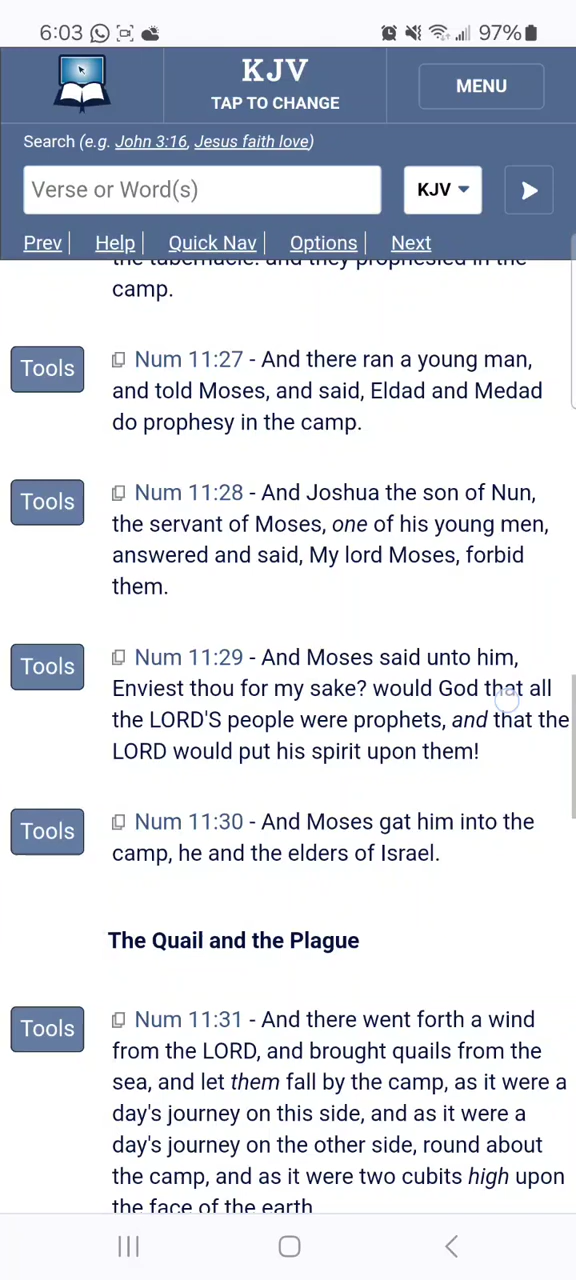 6:03 97%
KJV
TAP TO CHANGE
MENU
Search (e.g. John 3:16, Jesus faith love)
Verse or Word(s)
KJV
Prev | Help | Quick Nav | Options | Next
the tabernacle: and they prophesied in the
camp.
Tools
Num 11:27 - And there ran a young man,
and told Moses, and said, Eldad and Medad
do prophesy in the camp.
Tools
Num 11:28 - And Joshua the son of Nun,
the servant of Moses, one of his young men,
answered and said, My lord Moses, forbid
them.
Tools
Num 11:29 - And Moses said unto him,
Enviest thou for my sake? would God that all
the LORD'S people were prophets, and that the
LORD would put his spirit upon them!
Tools
Num 11:30 - And Moses gat him into the
camp, he and the elders of Israel.
The Quail and the Plague
Tools
Num 11:31 - And there went forth a wind
from the LORD, and brought quails from the
sea, and let them fall by the camp, as it were a
day's journey on this side, and as it were a
day's journey on the other side, round about
the camp, and as it were two cubits high upon
the face of the earth